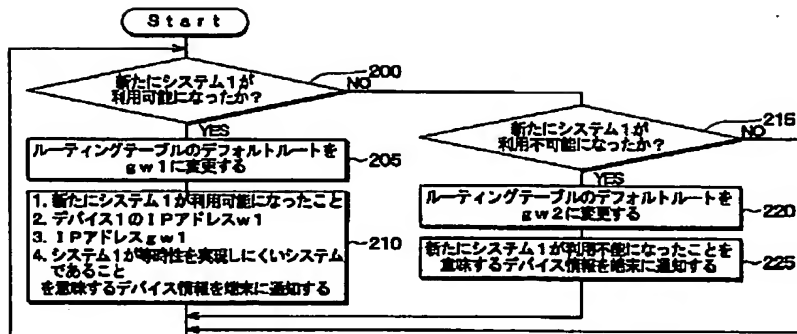 Start
新たにシステム1が
利用可能になったか?
200
NO
YES
ルーティングテーブルのデフォルトルートを
gw1に変更する
205
1. 新たにシステム1が利用可能になったこと
2. デバイス1のIPアドレスw1
3. IPアドレスgw1
4. システム1が等時性を実現しにくいシステム
であること
を意味するデバイス情報を端末に通知する
210
新たにシステム1が
利用不可能になったか?
215
NO
YES
ルーティングテーブルのデフォルトルートを
gw2に変更する
220
新たにシステム1が利用不能になったことを
意味するデバイス情報を端末に通知する
225